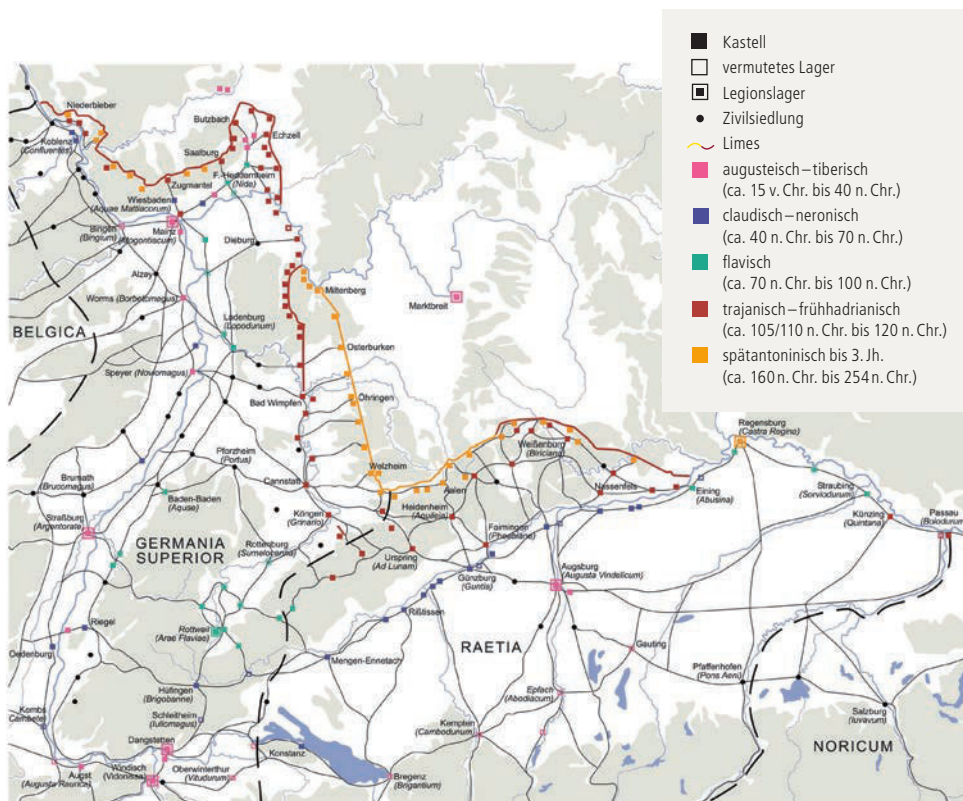 Kastell
vermutetes Lager
Legionslager
Zivilsiedlung
Limes
augusteisch – tiberisch
(ca. 15 v. Chr. bis 40 n. Chr.)
claudisch – neronisch
(ca. 40 n. Chr. bis 70 n. Chr.)
flavisch
(ca. 70 n. Chr. bis 100 n. Chr.)
trajanisch – frühhadrianisch
(ca. 105/110 n. Chr. bis 120 n. Chr.)
spätantoninisch bis 3. Jh.
(ca. 160 n. Chr. bis 254 n. Chr.)
Niederbieber
Koblenz
(Confluentes)
Butzbach
Echzell
Saalburg
F.-Heddernheim
(Nida)
Zugmantel
Wiesbaden
(Aquae Mattiacorum)
Bingen
(Bingium)
Mainz
(Mogontiacum)
Dieburg
Alzey
Worms (Borbetomagus)
Miltenberg
Marktbreit
BELGICA
Ladenburg
(Lopodunum)
Osterburken
Speyer (Noviomagus)
Öhringen
Bad Wimpfen
Regensburg
(Castra Regina)
Weißenburg
(Biriciana)
Pforzheim
(Portus)
Welzheim
Brumath
(Brucomagus)
Cannstatt
Aalen
Nassenfels
Eining
(Abusina)
Straubing
(Sorviodurum)
Baden-Baden
(Aquae)
Heidenheim
(Aquileia)
Straßburg
(Argentorate)
Köngen
(Grinario)
Faimingen
(Phoebiana)
Künzing
(Quintana)
Passau
(Boiodurum)
GERMANIA
SUPERIOR
Rottenburg
(Sumelocenna)
Urspring
(Ad Lunam)
Günzburg
(Guntia)
Augsburg
(Augusta Vindelicum)
Riegel
Rottweil
(Arae Flaviae)
Rißtissen
RAETIA
Gauting
Oedenburg
Mengen-Ennetach
Pfaffenhofen
(Pons Aeni)
Hüfingen
(Brigobanne)
Epfach
(Abodiacum)
Kembs
(Cambete)
Schleitheim
(Iuliomagus)
Kempten
(Cambodunum)
Salzburg
(Iuvavum)
Dangstetten
Konstanz
NORICUM
Augst
(Augusta Raurica)
Windisch
(Vidonissa)
Oberwinterthur
(Vitudurum)
Bregenz
(Brigantium)